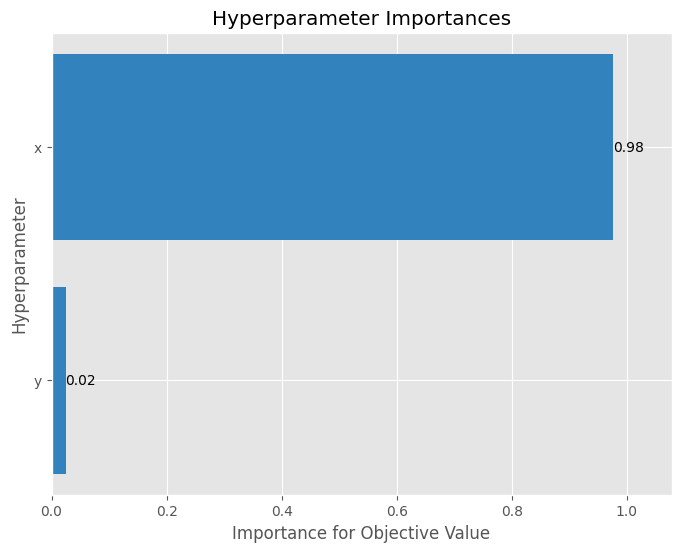 Hyperparameter Importances
Hyperparameter
x
0.98
y
0.02
0.0 0.2 0.4 0.6 0.8 1.0
Importance for Objective Value